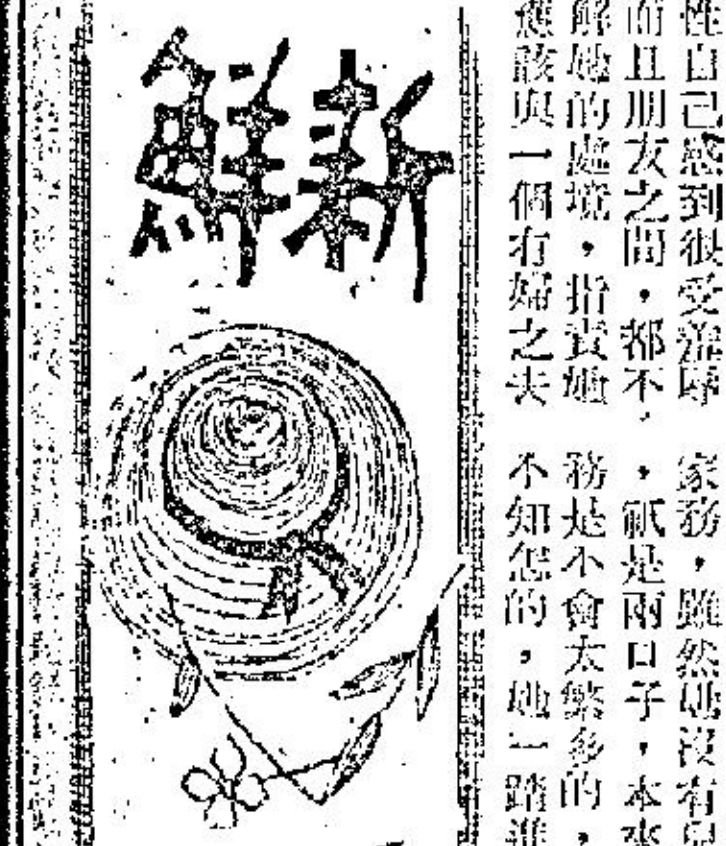 性自己感到很受羞辱
而且朋友之間，都不
解她的處境，指責她
應該與一個有婦之夫
家務，雖然她沒有兒
，祇是兩口子，本來
務是不會太繁多的，
不知怎的，她一踏進
新鮮